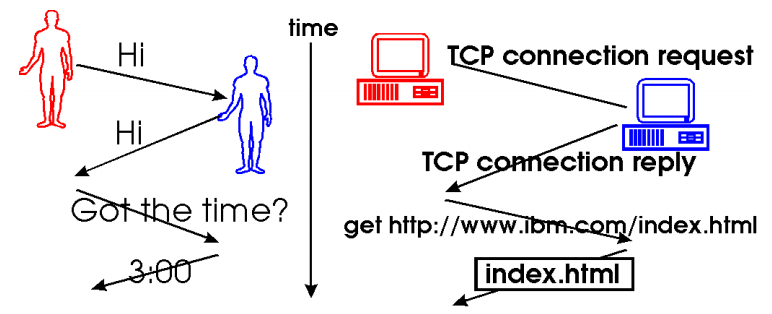 Hi
Hi
Got the time?
3:00
time
TCP connection request
TCP connection reply
get http://www.ibm.com/index.html
index.html